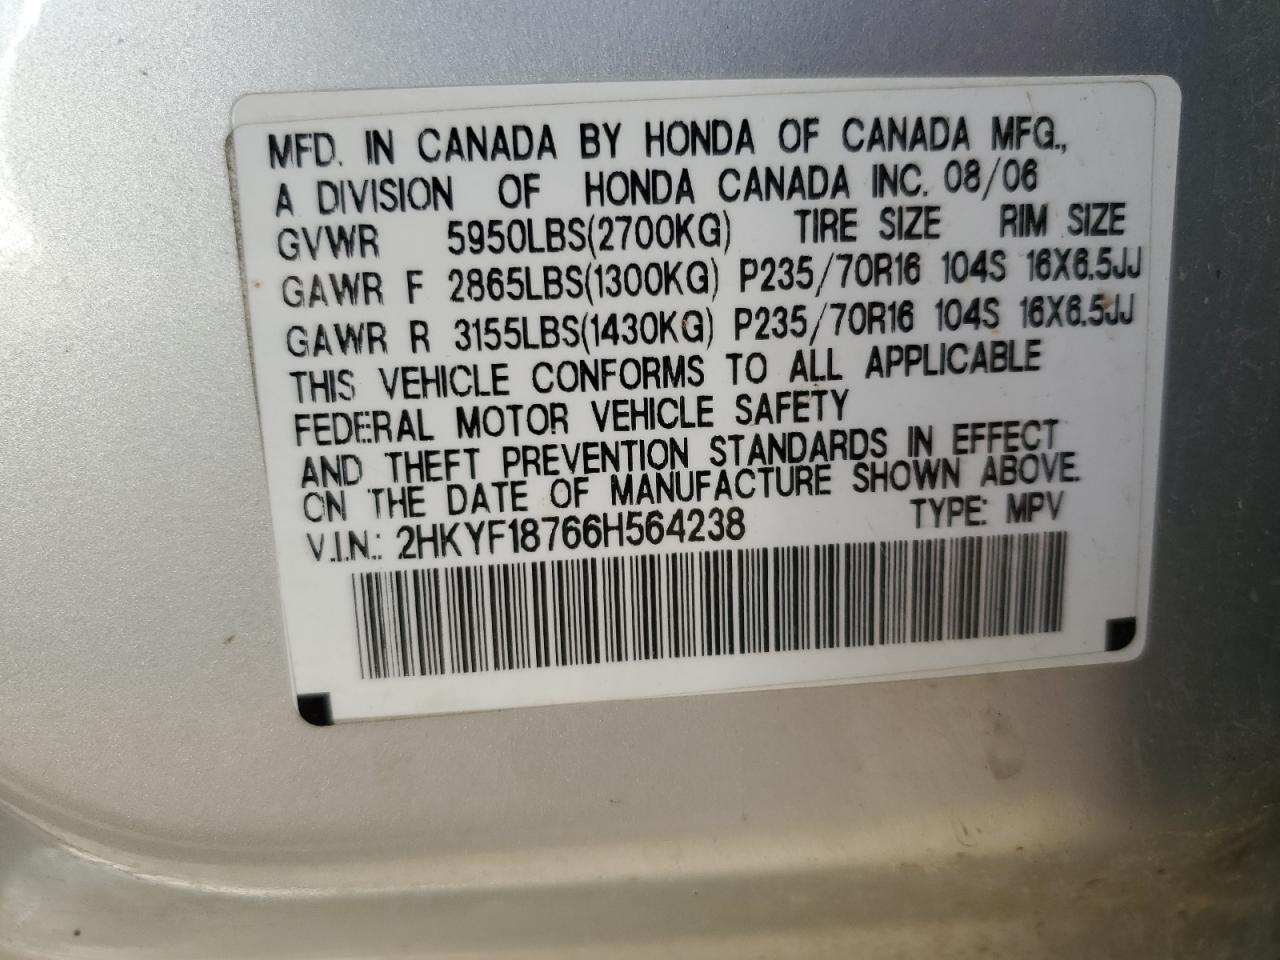 MFD. IN CANADA BY HONDA OF CANADA MFG.,
A DIVISION OF HONDA CANADA INC. 08/06
GVWR 5950LBS(2700KG) TIRE SIZE RIM SIZE
GAWR F 2865LBS(1300KG) P235/70R16 104S 16X6.5JJ
GAWR R 3155LBS(1430KG) P235/70R16 104S 16X6.5JJ
THIS VEHICLE CONFORMS TO ALL APPLICABLE
FEDERAL MOTOR VEHICLE SAFETY
AND THEFT PREVENTION STANDARDS IN EFFECT
ON THE DATE OF MANUFACTURE SHOWN ABOVE.
V.I.N.: 2HKYF18766H564238 TYPE: MPV